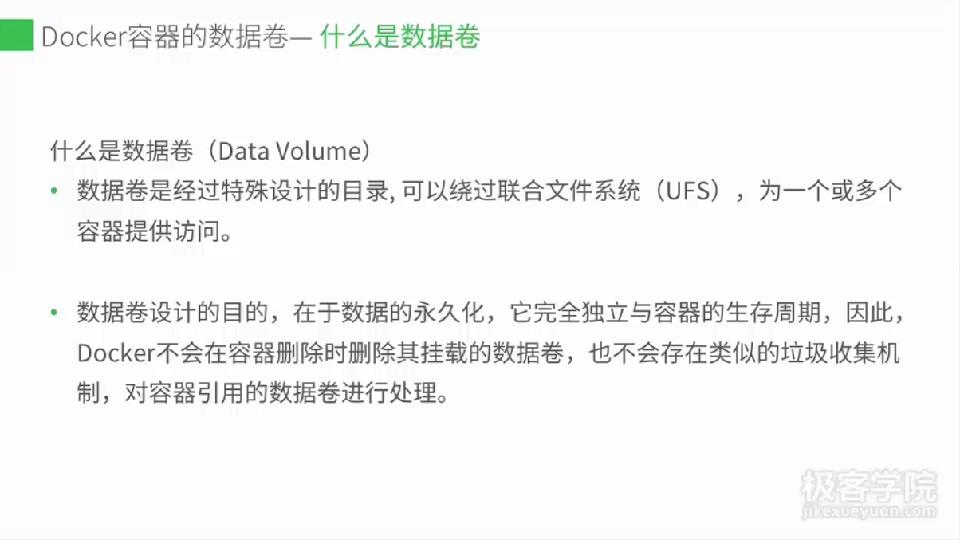 Docker容器的数据卷— 什么是数据卷
什么是数据卷（Data Volume）
• 数据卷是经过特殊设计的目录, 可以绕过联合文件系统（UFS），为一个或多个
容器提供访问。
• 数据卷设计的目的，在于数据的永久化，它完全独立与容器的生存周期，因此，
Docker不会在容器删除时删除其挂载的数据卷，也不会存在类似的垃圾收集机
制，对容器引用的数据卷进行处理。
极客学院
jikexueyuan.com